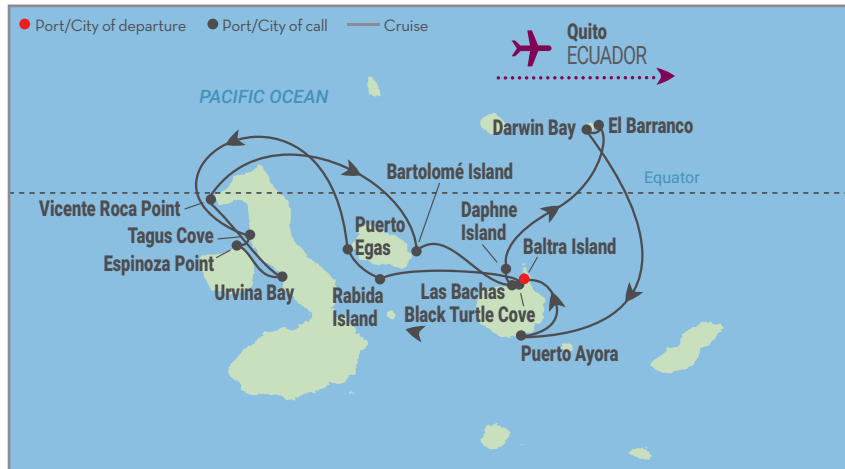 Port/City of departure
Port/City of call
Cruise
Quito
ECUADOR
PACIFIC OCEAN
Darwin Bay
El Barranco
Bartolomé Island
Equator
Vicente Roca Point
Daphne
Island
Puerto
Egas
Tagus Cove
Baltra Island
Espinoza Point
Urvina Bay
Rabida
Island
Las Bachas
Black Turtle Cove
Puerto Ayora